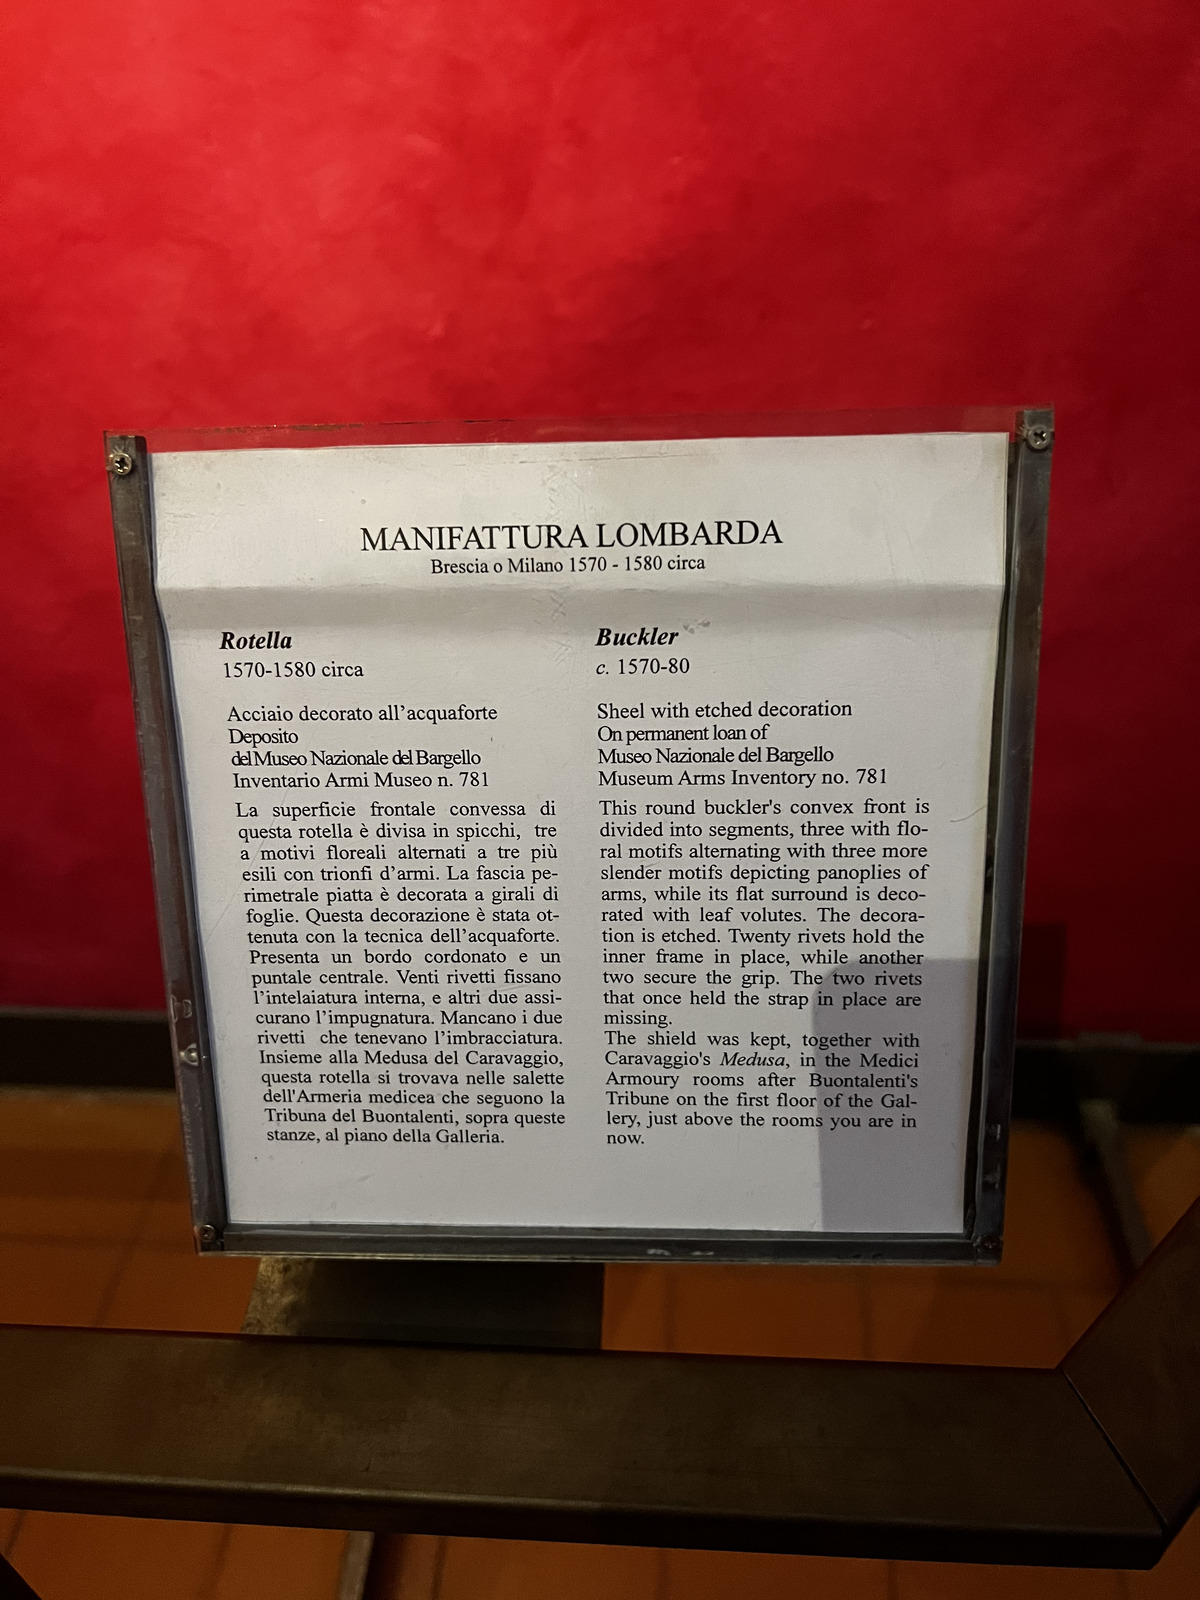 MANIFATTURA LOMBARDA
Brescia o Milano 1570 - 1580 circa
Rotella
1570-1580 circa
Acciaio decorato all’acquaforte
Deposito
del Museo Nazionale del Bargello
Inventario Armi Museo n. 781
La superficie frontale convessa di
questa rotella è divisa in spicchi, tre
a motivi floreali alternati a tre più
esili con trionfi d’armi. La fascia pe-
rimetrale piatta è decorata a girali di
foglie. Questa decorazione è stata ot-
tenuta con la tecnica dell’acquaforte.
Presenta un bordo cordonato e un
puntale centrale. Venti rivetti fissano
l’intelaiatura interna, e altri due assi-
curano l’impugnatura. Mancano i due
rivetti che tenevano l’imbracciatura.
Insieme alla Medusa del Caravaggio,
questa rotella si trovava nelle salette
dell'Armeria medicea che seguono la
Tribuna del Buontalenti, sopra queste
stanze, al piano della Galleria.
Buckler
c. 1570-80
Sheel with etched decoration
On permanent loan of
Museo Nazionale del Bargello
Museum Arms Inventory no. 781
This round buckler's convex front is
divided into segments, three with flo-
ral motifs alternating with three more
slender motifs depicting panoplies of
arms, while its flat surround is deco-
rated with leaf volutes. The decora-
tion is etched. Twenty rivets hold the
inner frame in place, while another
two secure the grip. The two rivets
that once held the strap in place are
missing.
The shield was kept, together with
Caravaggio's Medusa, in the Medici
Armoury rooms after Buontalenti's
Tribune on the first floor of the Gal-
lery, just above the rooms you are in
now.